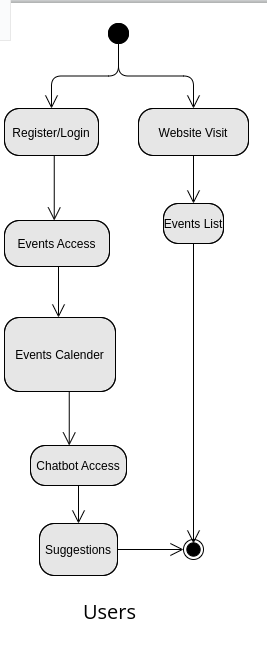 Register/Login
Website Visit
Events Access
Events List
Events Calender
Chatbot Access
Suggestions
Users